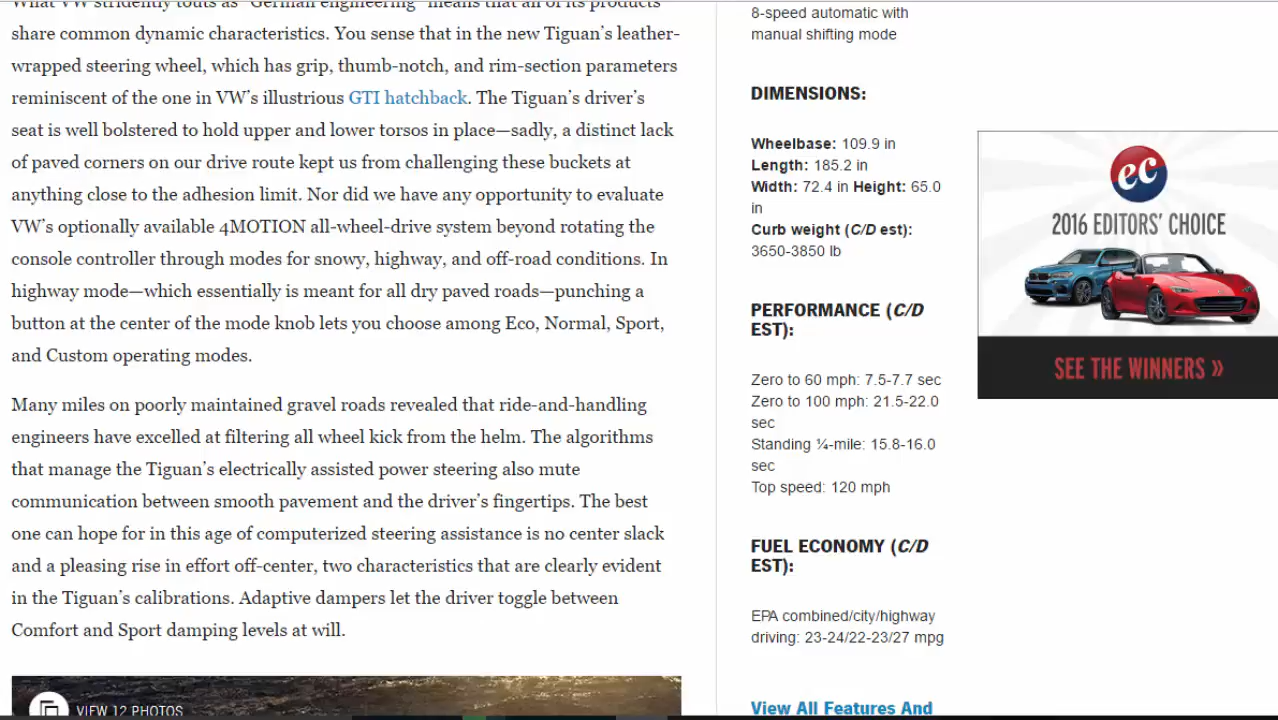 What VW stridently touts as "German engineering" means that all of its products
share common dynamic characteristics. You sense that in the new Tiguan's leather-
wrapped steering wheel, which has grip, thumb-notch, and rim-section parameters
reminiscent of the one in VW's illustrious GTI hatchback. The Tiguan's driver's
seat is well bolstered to hold upper and lower torsos in place—sadly, a distinct lack
of paved corners on our drive route kept us from challenging these buckets at
anything close to the adhesion limit. Nor did we have any opportunity to evaluate
VW's optionally available 4MOTION all-wheel-drive system beyond rotating the
console controller through modes for snowy, highway, and off-road conditions. In
highway mode—which essentially is meant for all dry paved roads—punching a
button at the center of the mode knob lets you choose among Eco, Normal, Sport,
and Custom operating modes.
Many miles on poorly maintained gravel roads revealed that ride-and-handling
engineers have excelled at filtering all wheel kick from the helm. The algorithms
that manage the Tiguan's electrically assisted power steering also mute
communication between smooth pavement and the driver's fingertips. The best
one can hope for in this age of computerized steering assistance is no center slack
and a pleasing rise in effort off-center, two characteristics that are clearly evident
in the Tiguan's calibrations. Adaptive dampers let the driver toggle between
Comfort and Sport damping levels at will.
VIEW 12 PHOTOS
8-speed automatic with
manual shifting mode
DIMENSIONS:
Wheelbase: 109.9 in
Length: 185.2 in
Width: 72.4 in Height: 65.0
in
Curb weight (C/D est):
3650-3850 lb
PERFORMANCE (C/D
EST):
Zero to 60 mph: 7.5-7.7 sec
Zero to 100 mph: 21.5-22.0
sec
Standing ¼-mile: 15.8-16.0
sec
Top speed: 120 mph
FUEL ECONOMY (C/D
EST):
EPA combined/city/highway
driving: 23-24/22-23/27 mpg
View All Features And
ec
2016 EDITORS' CHOICE
SEE THE WINNERS »